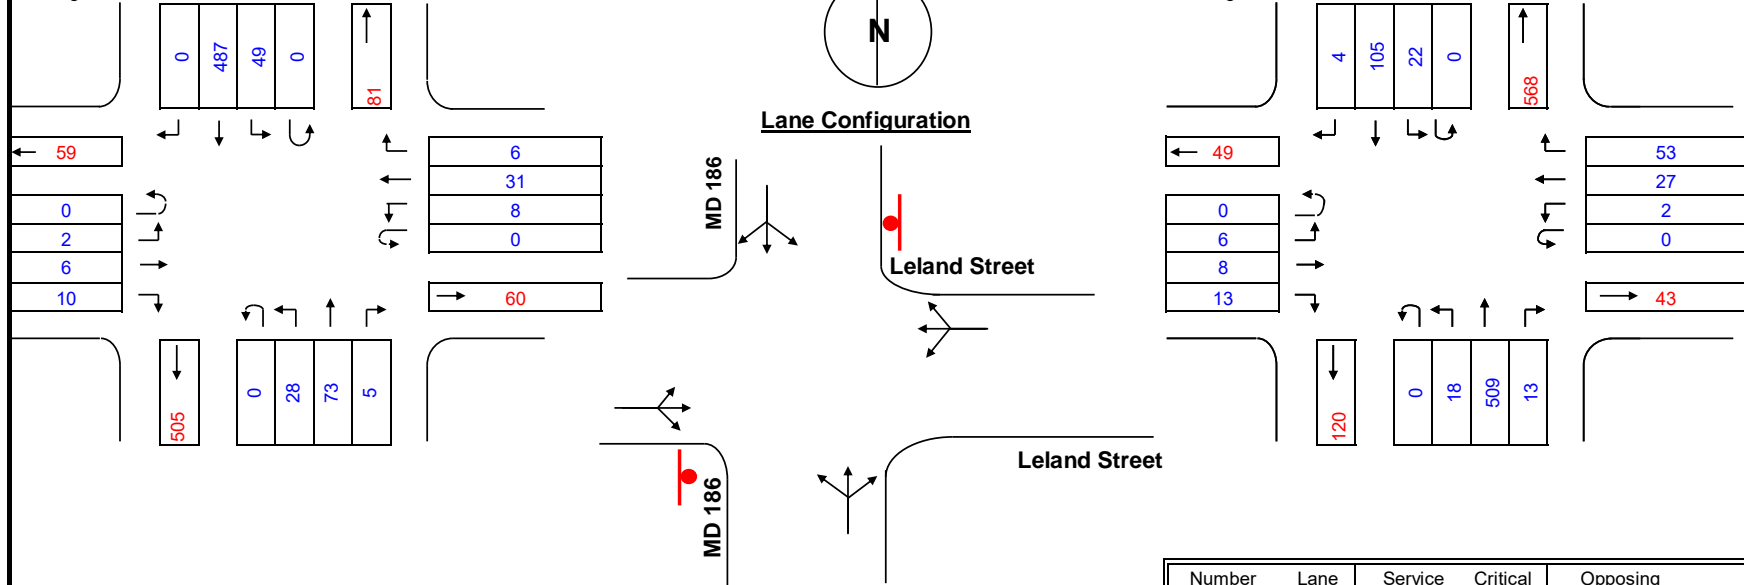 0 487 49 0
81
N
4 105 22 0
568
Lane Configuration
59
6
31
8
0
0
2
6
10
60
MD 186
Leland Street
49
53
27
2
0
0
6
8
13
43
505
0 28 73 5
MD 186
Leland Street
120
0 18 509 13
Number Lane Service Critical Opposing